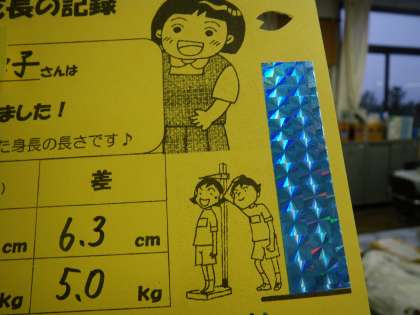 長の記録
子さんは
ました！
た身長の長さです♪
差
cm 6.3 cm
kg 5.0 kg